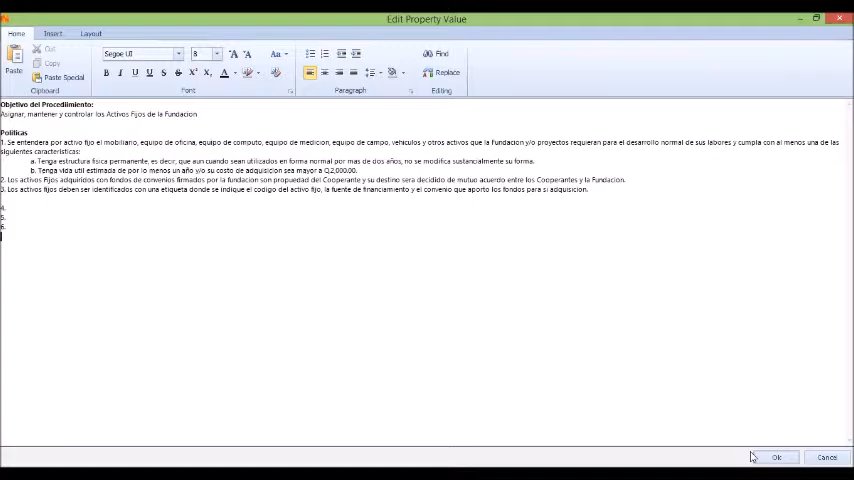 Edit Property Value
Home Insert Layout
Paste
Cut
Copy
Paste Special
Clipboard
Segoe UI 8
Aa
B I U U S S X² X₂ A
Font
Paragraph
Find
Replace
Editing
Objetivo del Procedimiento:
Asignar, mantener y controlar los Activos Fijos de la Fundacion
Politicas
1. Se entendera por activo fijo el mobiliario, equipo de oficina, equipo de computo, equipo de medicion, equipo de campo, vehiculos y otros activos que la Fundacion y/o proyectos requieran para el desarrollo normal de sus labores y cumpla con al menos una de las
siguientes características:
a. Tenga estructura fisica permanente, es decir, que aun cuando sean utilizados en forma normal por mas de dos años, no se modifica sustancialmente su forma.
b. Tenga vida util estimada de por lo menos un año y/o su costo de adquisicion sea mayor a Q.2,000.00.
2. Los activos Fijos adquiridos con fondos de convenios firmados por la fundacion son propuedad del Cooperante y su destino sera decidido de mutuo acuerdo entre los Cooperantes y la Fundacion.
3. Los activos fijos deben ser identificados con una etiqueta donde se indique el codigo del activo fijo, la fuente de financiamiento y el convenio que aporto los fondos para si adquisicion.
4.
5.
6.
Ok Cancel